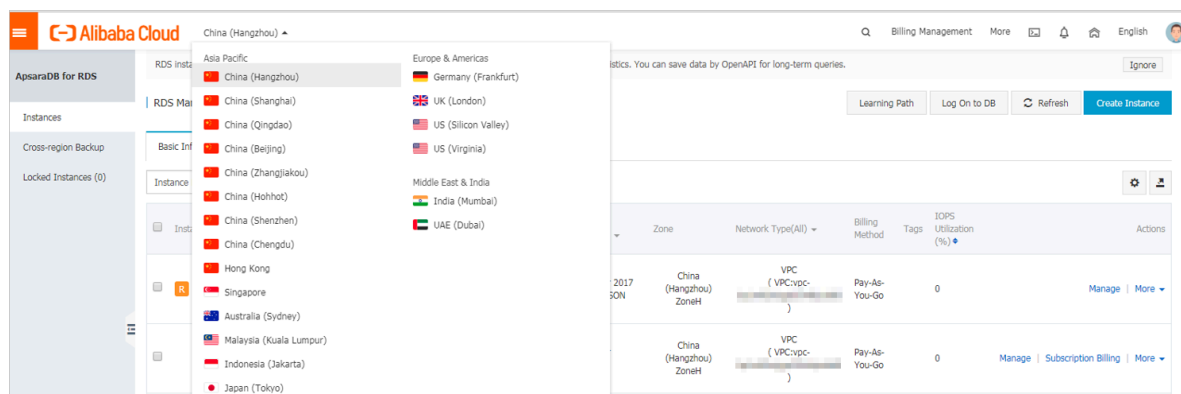 Alibaba Cloud
China (Hangzhou)
Billing Management
More
English
ApsaraDB for RDS
Instances
Cross-region Backup
Locked Instances (0)
RDS insta
Asia Pacific
China (Hangzhou)
China (Shanghai)
China (Qingdao)
China (Beijing)
China (Zhangjiakou)
China (Hohhot)
China (Shenzhen)
China (Chengdu)
Hong Kong
Singapore
Australia (Sydney)
Malaysia (Kuala Lumpur)
Indonesia (Jakarta)
Japan (Tokyo)
Europe & Americas
Germany (Frankfurt)
UK (London)
US (Silicon Valley)
US (Virginia)
Middle East & India
India (Mumbai)
UAE (Dubai)
istics. You can save data by OpenAPI for long-term queries.
Ignore
RDS Mar
Learning Path
Log On to DB
Refresh
Create Instance
Basic Inf
Instance
Insta
Zone
Network Type(All)
Billing
Method
Tags
IOPS
Utilization
(%)
Actions
R
2017
SON
China
(Hangzhou)
ZoneH
VPC
( VPC:vpc-
)
Pay-As-
You-Go
0
Manage | More
China
(Hangzhou)
ZoneH
VPC
( VPC:vpc-
)
Pay-As-
You-Go
0
Manage | Subscription Billing | More